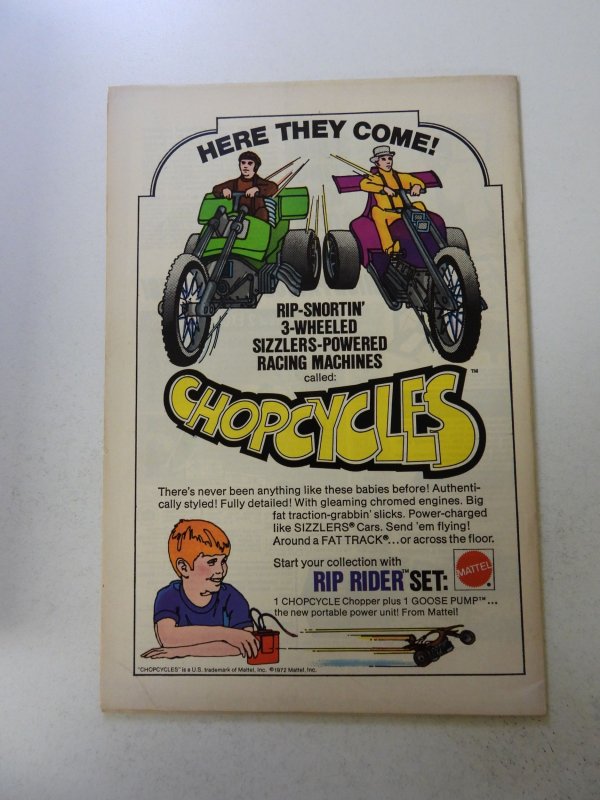 HERE THEY COME!
RIP-SNORTIN'
3-WHEELED
SIZZLERS-POWERED
RACING MACHINES
called:
CHOPCYCLES™
There's never been anything like these babies before! Authenti-
cally styled! Fully detailed! With gleaming chromed engines. Big
fat traction-grabbin' slicks. Power-charged
like SIZZLERS® Cars. Send 'em flying!
Around a FAT TRACK®...or across the floor.
Start your collection with
RIP RIDER™ SET:
MATTEL®
1 CHOPCYCLE Chopper plus 1 GOOSE PUMP™...
the new portable power unit! From Mattel!
"CHOPCYCLES" is a U.S. trademark of Mattel, Inc. ©1972 Mattel, Inc.